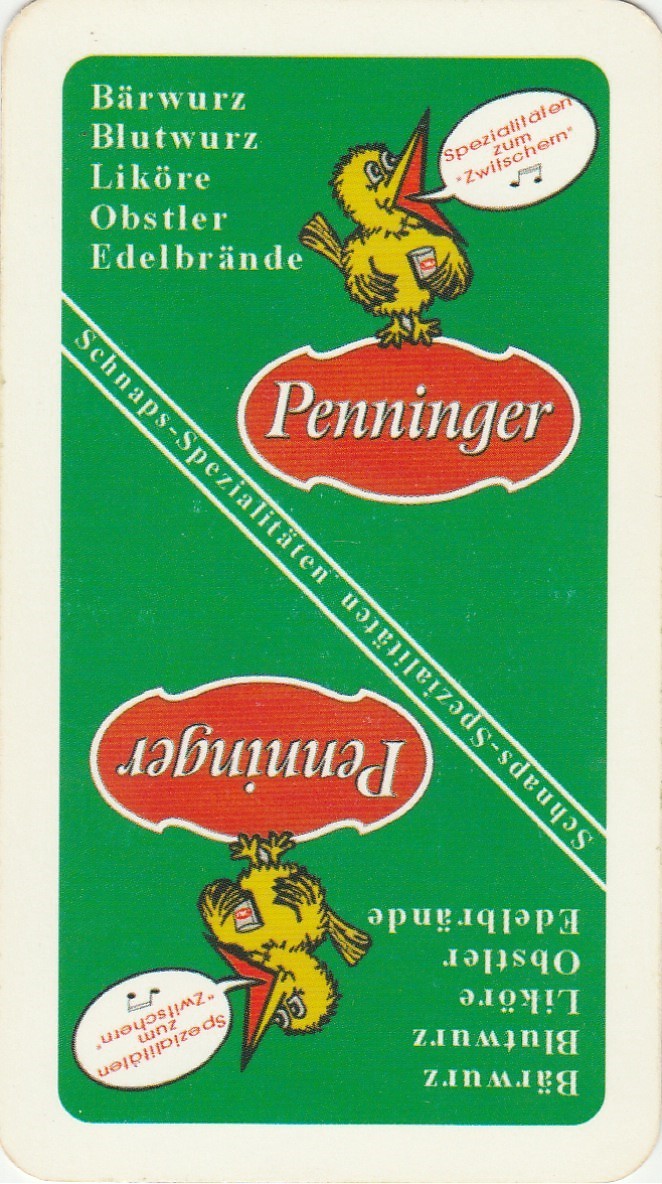 Bärwurz
Blutwurz
Liköre
Obstler
Edelbrände
Spezialitäten
zum
"Zwitschern"
Penninger
Schnaps-Spezialitäten
Schnaps-Spezialitäten
Penninger
Spezialitäten
zum
"Zwitschern"
Bärwurz
Blutwurz
Liköre
Obstler
Edelbrände